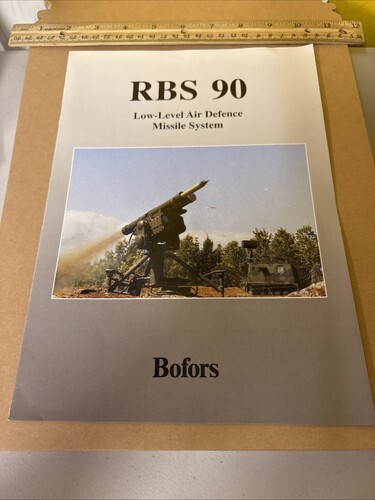 RBS 90
Low-Level Air Defence
Missile System
Bofors